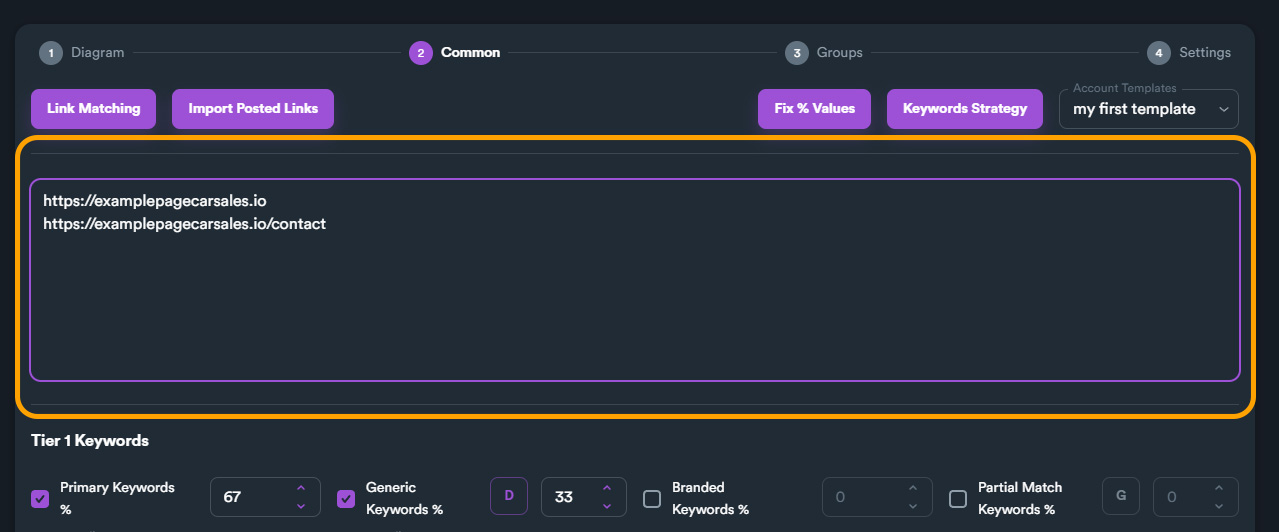 1 Diagram 2 Common 3 Groups 4 Settings
Account Templates
Link Matching Import Posted Links Fix % Values Keywords Strategy my first template
https://examplepagecarsales.io
https://examplepagecarsales.io/contact
Tier 1 Keywords
Primary Keywords % 67
Generic Keywords % D 33
Branded Keywords % 0
Partial Match Keywords % G 0